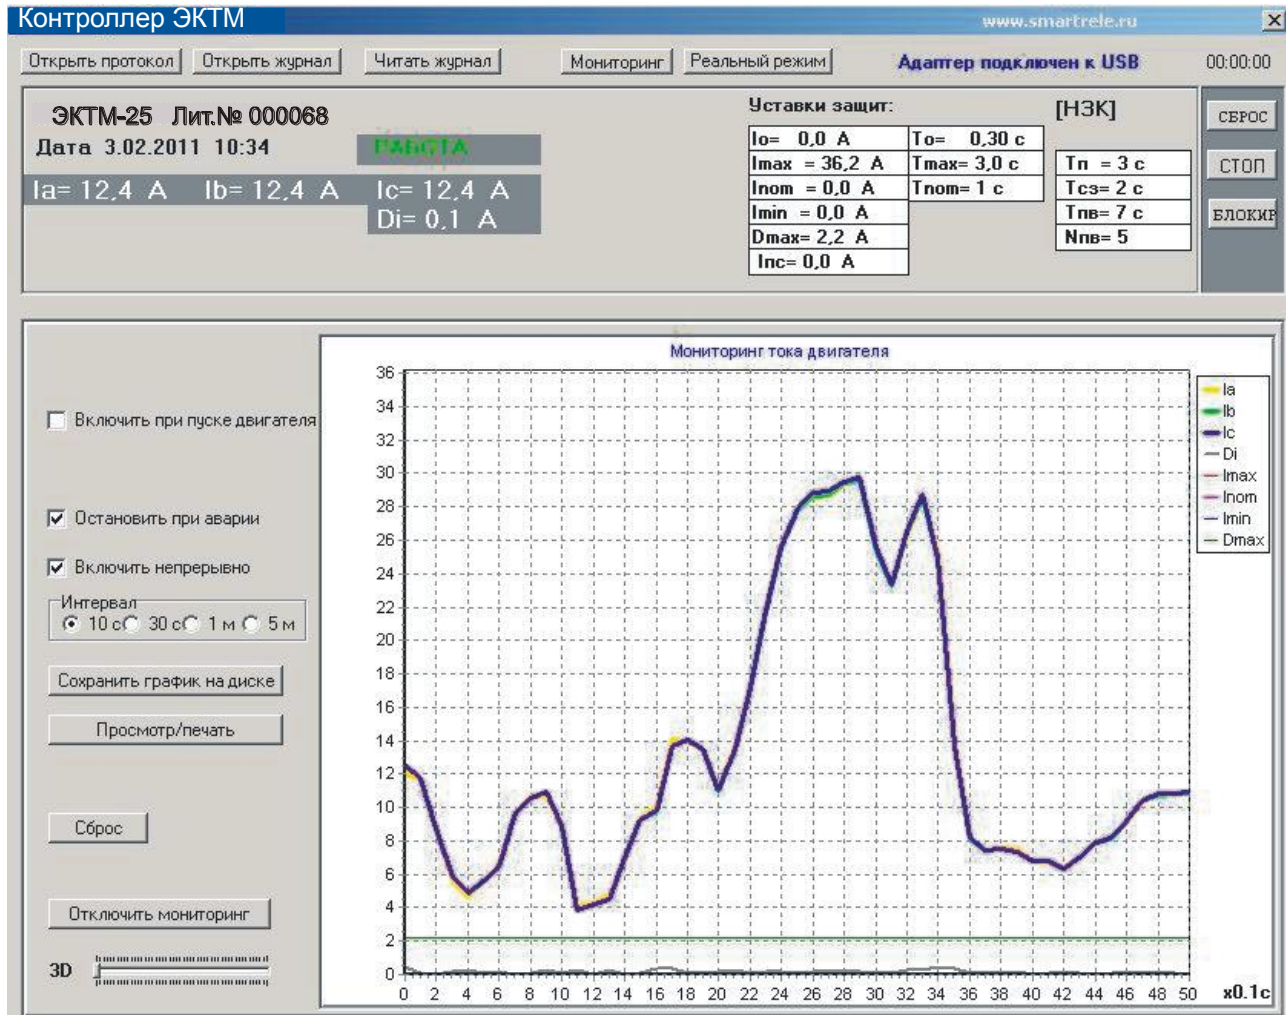 Контроллер ЭКТМ
www.smartrele.ru
Открыть протокол Открыть журнал Читать журнал Мониторинг Реальный режим Адаптер подключен к USB 00:00:00
ЭКТМ-25 Лит.№ 000068
Дата 3.02.2011 10:34 РАБОТА
Ia= 12,4 A Ib= 12,4 A Ic= 12,4 A
Di= 0,1 A
Уставки защит: [НЗК]
Io= 0,0 A To= 0,30 c
Imax = 36,2 A Tmax= 3,0 c Тп = 3 c
Inom = 0,0 A Tnom= 1 c Тсз= 2 c
Imin = 0,0 A Тпв= 7 c
Dmax= 2,2 A Nпв= 5
Iпс= 0,0 A
СБРОС
СТОП
БЛОКИР
Включить при пуске двигателя
Остановить при аварии
Включить непрерывно
Интервал
10 с 30 с 1 м 5 м
Сохранить график на диске
Просмотр/печать
Сброс
Отключить мониторинг
3D
Мониторинг тока двигателя
36
34
32
30
28
26
24
22
20
18
16
14
12
10
8
6
4
2
0
0 2 4 6 8 10 12 14 16 18 20 22 24 26 28 30 32 34 36 38 40 42 44 46 48 50 x0.1c
Ia
Ib
Ic
Di
Imax
Inom
Imin
Dmax